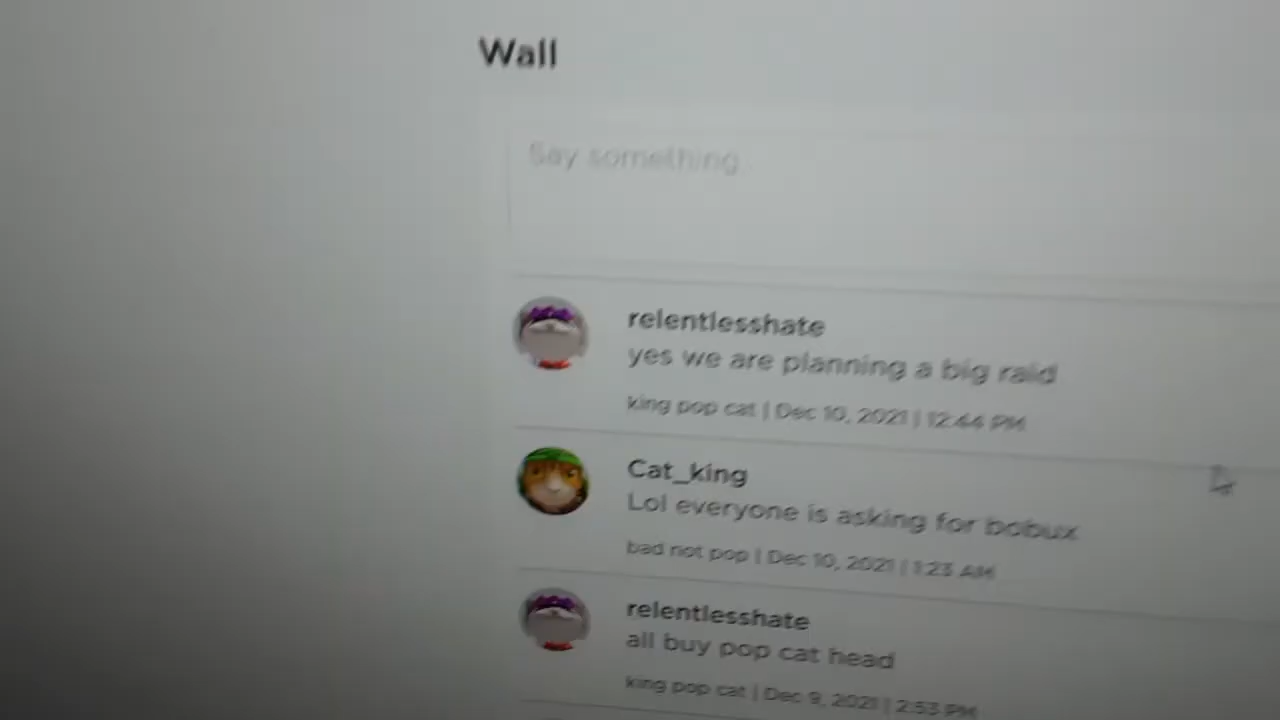 Wall
Say something
relentlesshate
yes we are planning a big raid
king pop cat | Dec 10, 2021 | 12:44 PM
Cat_king
Lol everyone is asking for bobux
bad not pop | Dec 10, 2021 | 1:23 AM
relentlesshate
all buy pop cat head
king pop cat | Dec 9, 2021 | 2:53 PM